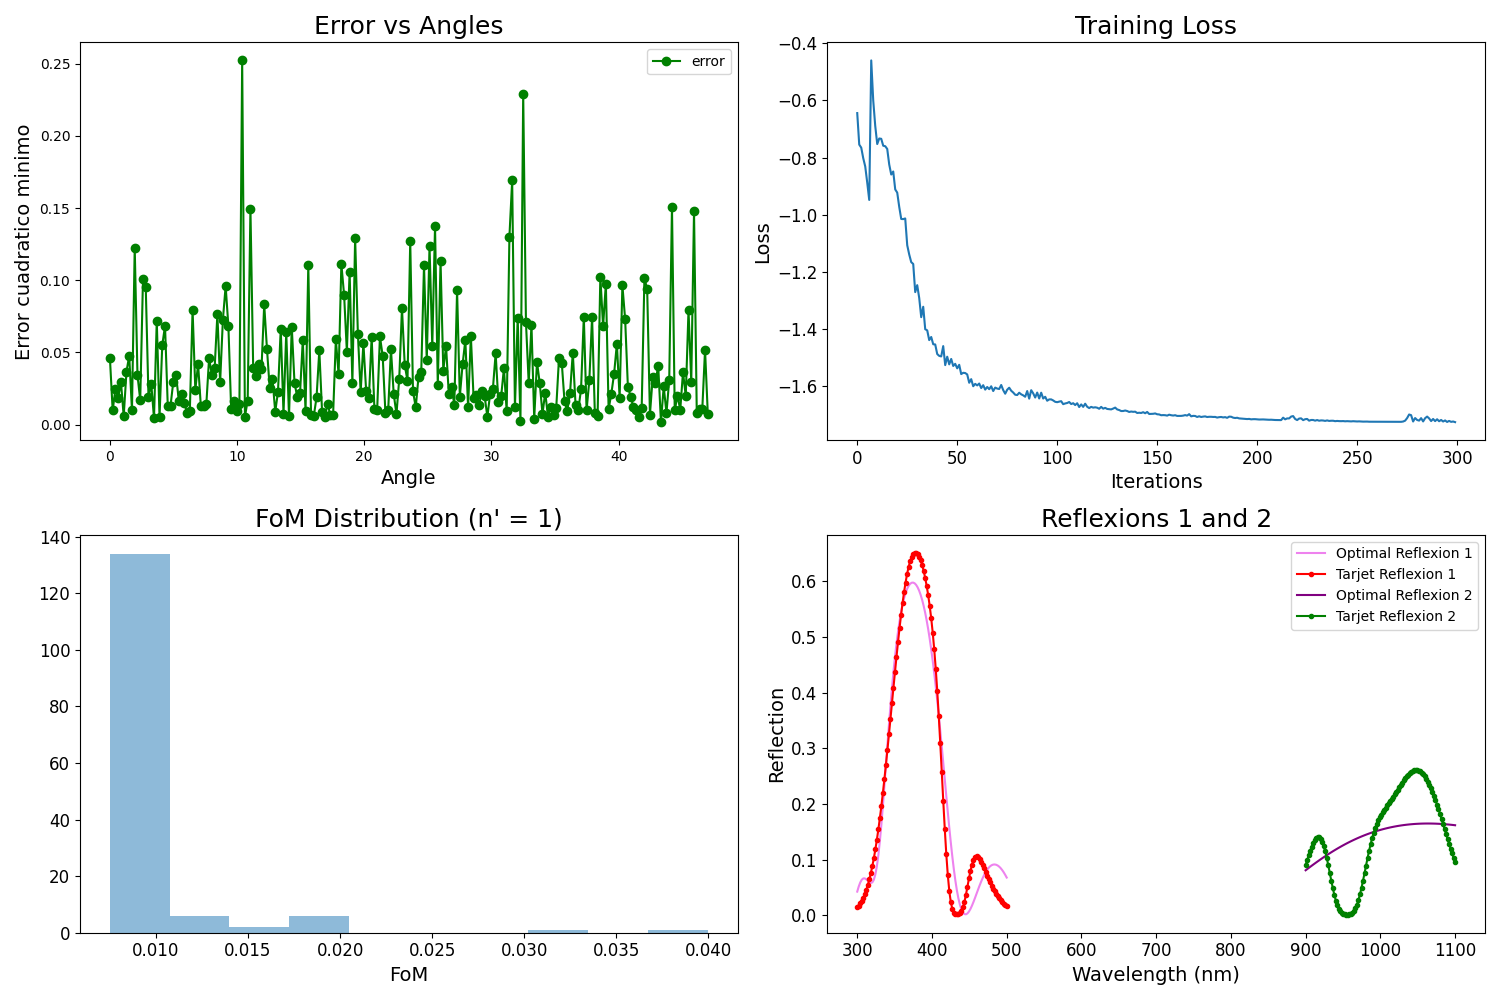 Error vs Angles
Error cuadratico minimo
0.25
0.20
0.15
0.10
0.05
0.00
error
0 10 20 30 40
Angle
Training Loss
Loss
−0.4
−0.6
−0.8
−1.0
−1.2
−1.4
−1.6
0 50 100 150 200 250 300
Iterations
FoM Distribution (n' = 1)
140
120
100
80
60
40
20
0
0.010 0.015 0.020 0.025 0.030 0.035 0.040
FoM
Reflexions 1 and 2
Reflection
0.6
0.5
0.4
0.3
0.2
0.1
0.0
Optimal Reflexion 1
Tarjet Reflexion 1
Optimal Reflexion 2
Tarjet Reflexion 2
300 400 500 600 700 800 900 1000 1100
Wavelength (nm)